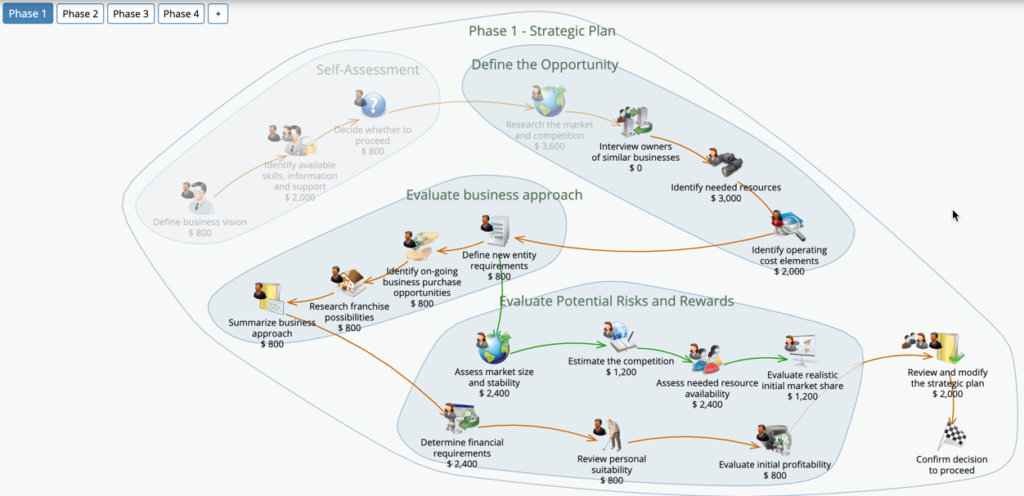 Phase 1
Phase 2
Phase 3
Phase 4
+
Phase 1 - Strategic Plan
Self-Assessment
Define business vision
$ 800
Identify available
skills, information
and support
$ 2,000
Decide whether to
proceed
$ 800
Define the Opportunity
Research the market
and competition
$ 3,600
Interview owners
of similar businesses
$ 0
Identify needed resources
$ 3,000
Identify operating
cost elements
$ 2,000
Evaluate business approach
Define new entity
requirements
$ 800
Identify on-going
business purchase
opportunities
$ 800
Research franchise
possibilities
$ 800
Summarize business
approach
$ 800
Evaluate Potential Risks and Rewards
Assess market size
and stability
$ 2,400
Estimate the competition
$ 1,200
Assess needed resource
availability
$ 2,400
Evaluate realistic
initial market share
$ 1,200
Determine financial
requirements
$ 2,400
Review personal
suitability
$ 800
Evaluate initial profitability
$ 800
Review and modify
the strategic plan
$ 2,000
Confirm decision
to proceed